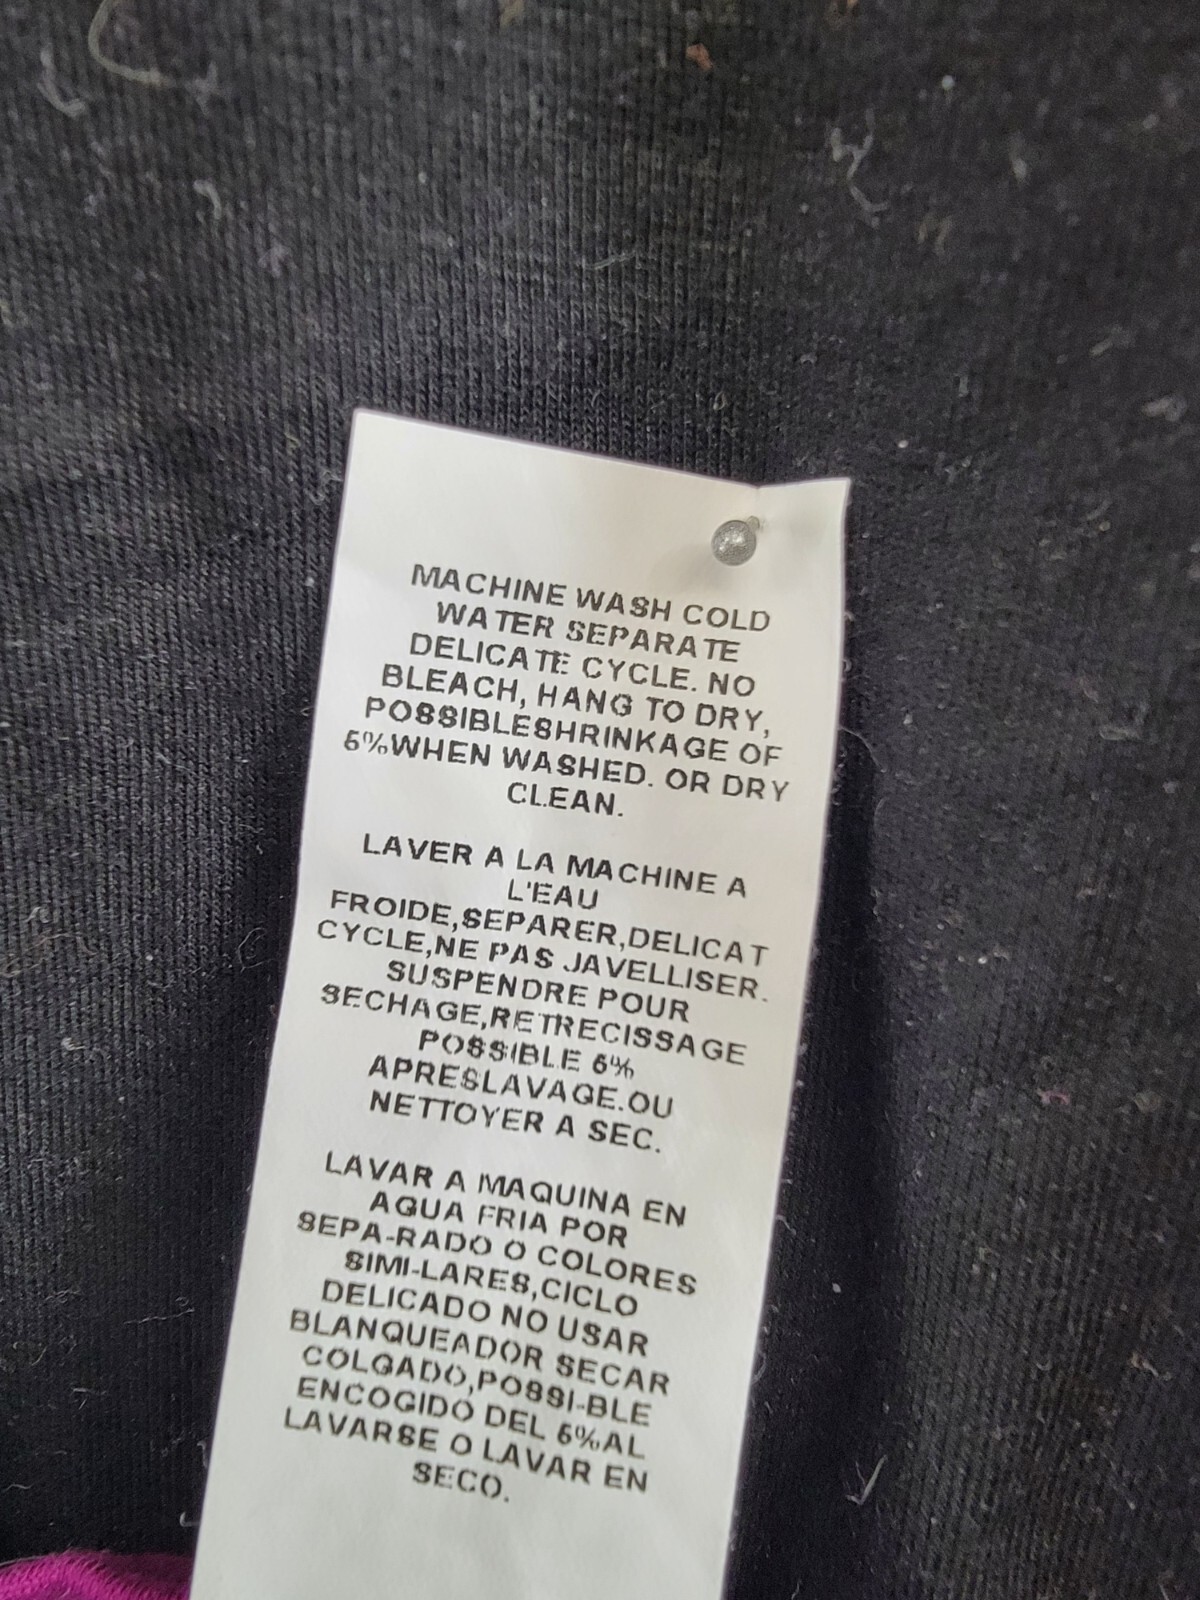 MACHINE WASH COLD
WATER SEPARATE
DELICATE CYCLE. NO
BLEACH, HANG TO DRY,
POSSIBLESHRINKAGE OF
5%WHEN WASHED. OR DRY
CLEAN.
LAVER A LA MACHINE A
L'EAU
FROIDE,SEPARER,DELICAT
CYCLE,NE PAS JAVELLISER.
SUSPENDRE POUR
SECHAGE,RETRECISSAGE
POSSIBLE 5%
APRESLAVAGE.OU
NETTOYER A SEC.
LAVAR A MAQUINA EN
AGUA FRIA POR
SEPA-RADO O COLORES
SIMI-LARES,CICLO
DELICADO NO USAR
BLANQUEADOR SECAR
COLGADO,POSSI-BLE
ENCOGIDO DEL 5%AL
LAVARSE O LAVAR EN
SECO.